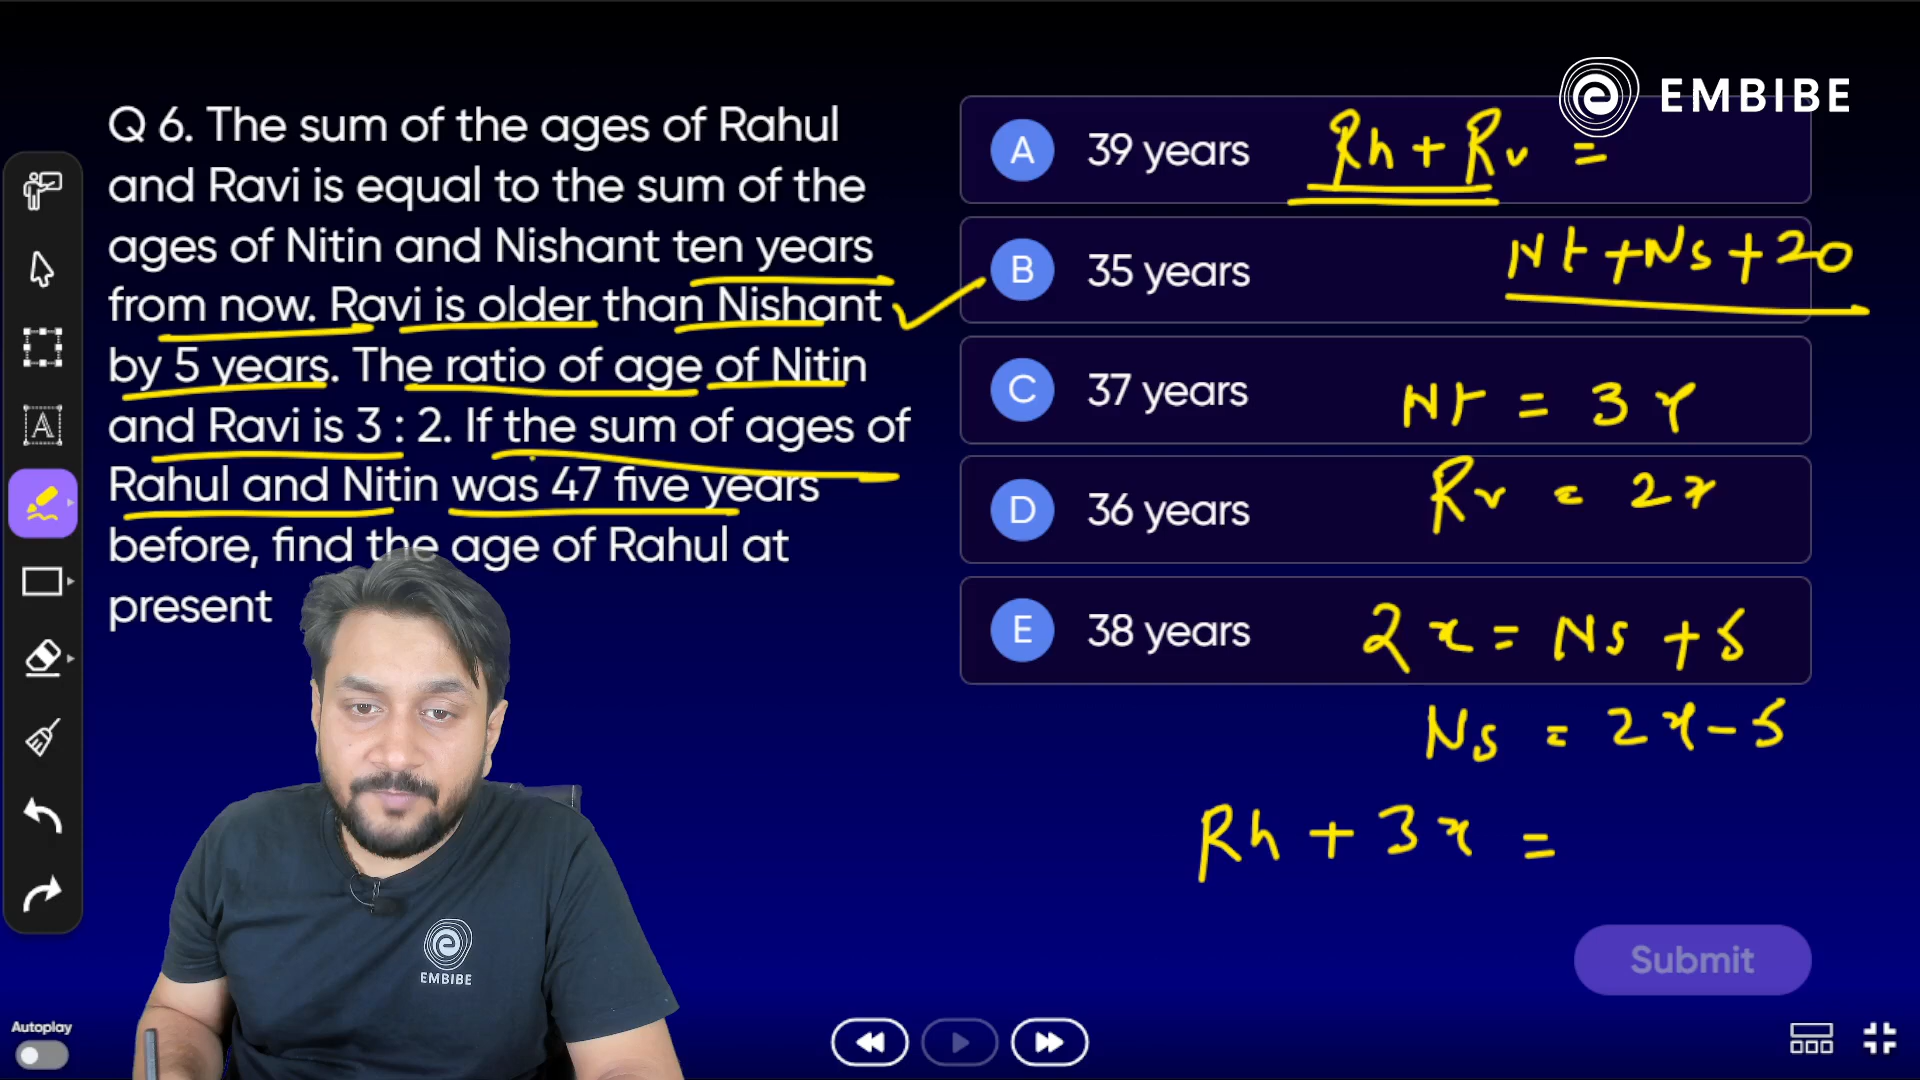 EMBIBE
Q 6. The sum of the ages of Rahul
and Ravi is equal to the sum of the
ages of Nitin and Nishant ten years
from now. Ravi is older than Nishant
by 5 years. The ratio of age of Nitin
and Ravi is 3 : 2. If the sum of ages of
Rahul and Nitin was 47 five years
before, find the age of Rahul at
present
A 39 years
Rh + Rv =
B 35 years
Nt + Ns + 20
C 37 years
Nt = 3x
D 36 years
Rv = 2x
E 38 years
2x = Ns + 5
Ns = 2x - 5
Rh + 3x =
Submit
EMBIBE
Autoplay
A